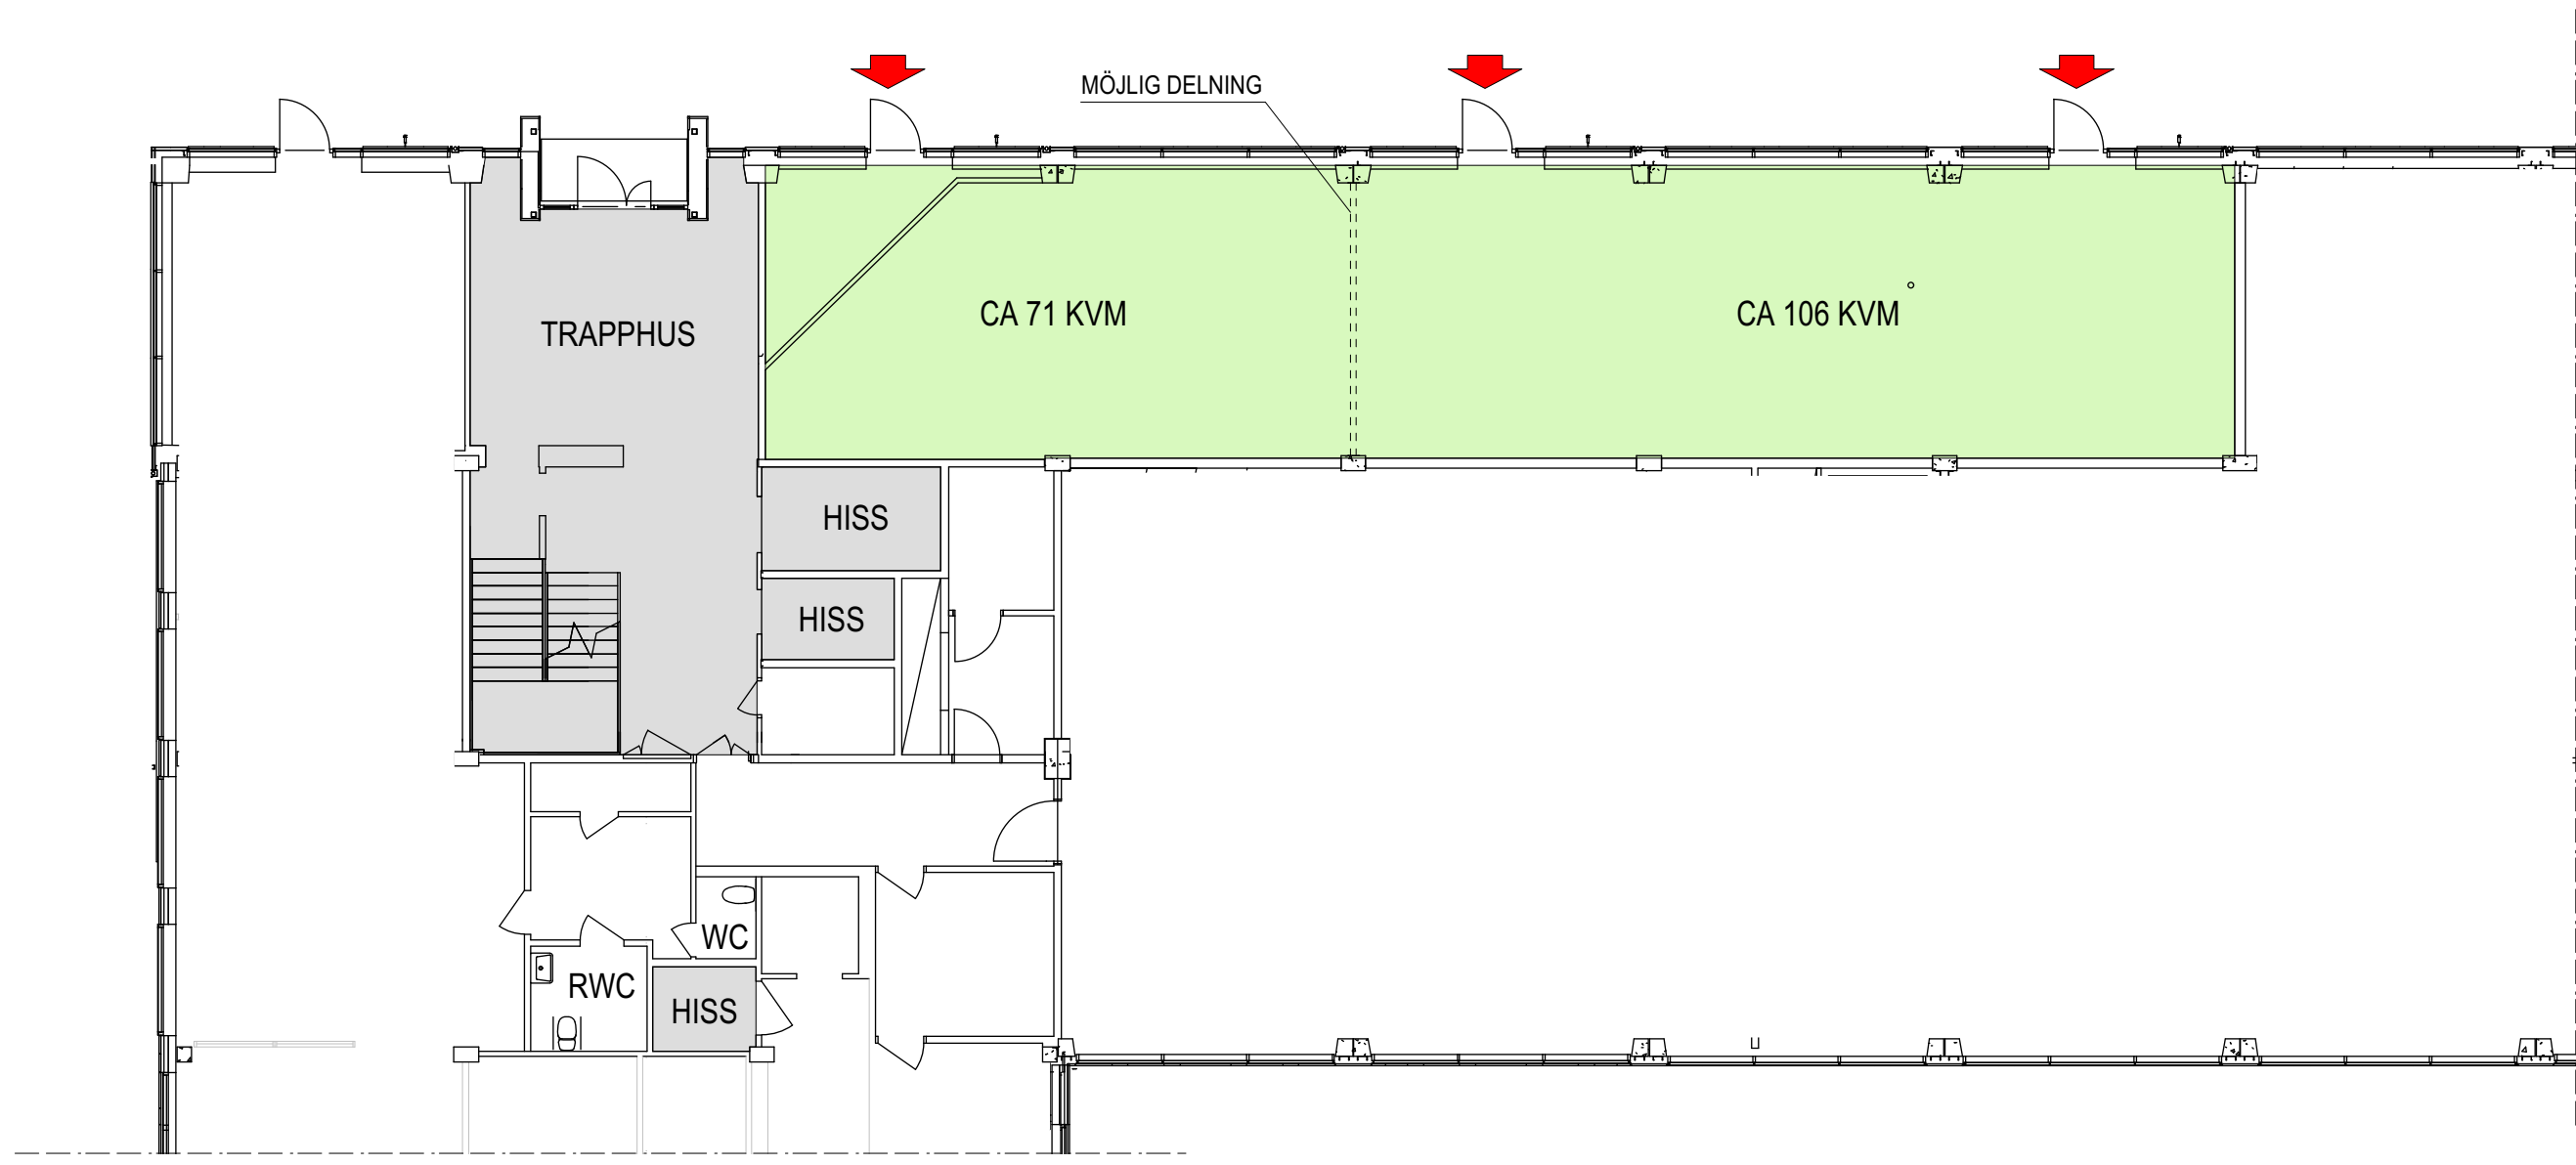 MÖJLIG DELNING
CA 71 KVM
CA 106 KVM
TRAPPHUS
HISS
HISS
WC
RWC
HISS